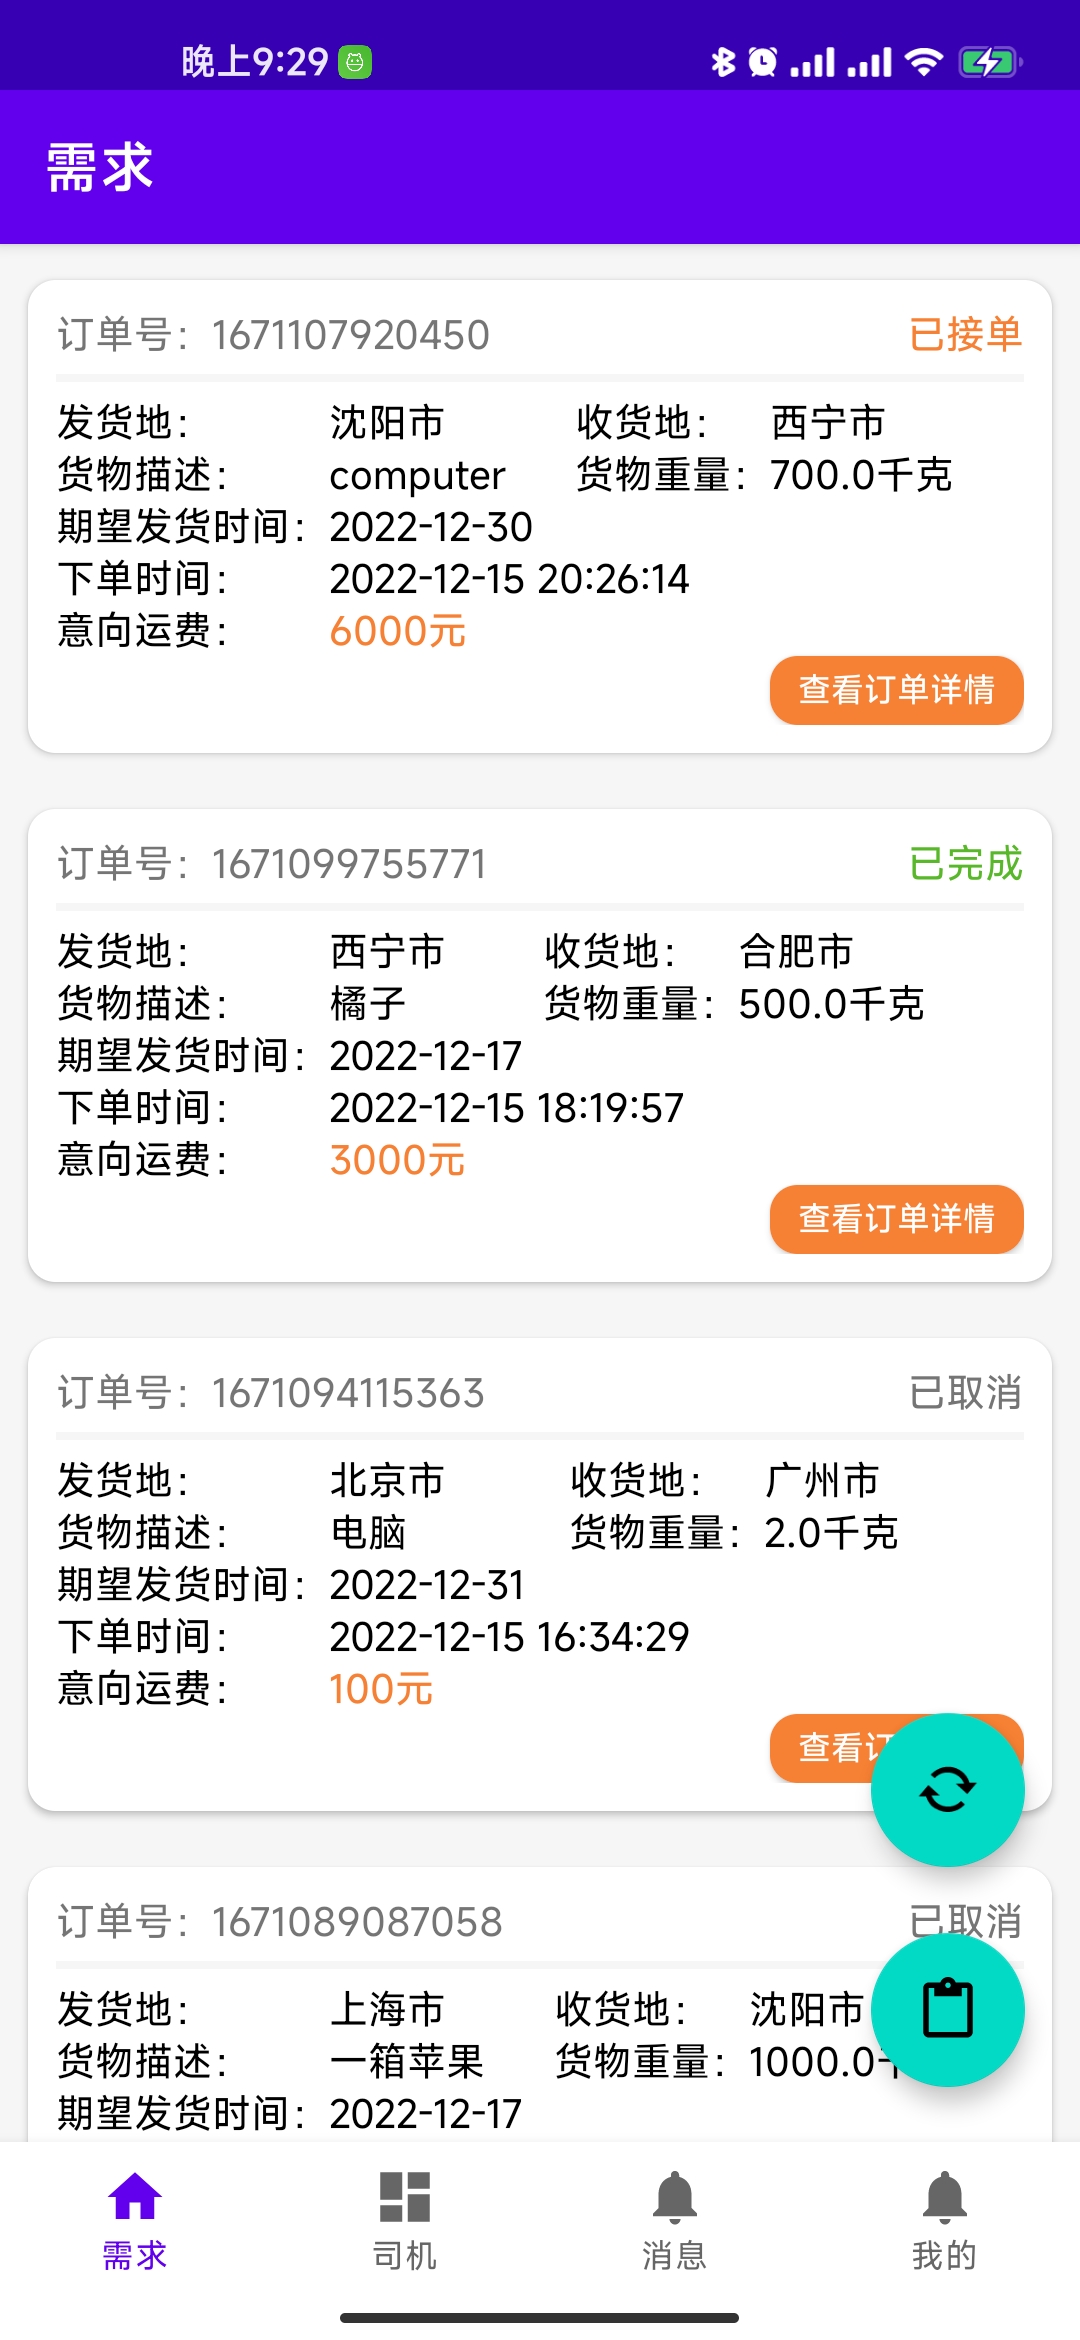 晚上9:29
需求
订单号：1671107920450 已接单
发货地： 沈阳市 收货地： 西宁市
货物描述： computer 货物重量：700.0千克
期望发货时间：2022-12-30
下单时间： 2022-12-15 20:26:14
意向运费： 6000元
查看订单详情
订单号：1671099755771 已完成
发货地： 西宁市 收货地： 合肥市
货物描述： 橘子 货物重量：500.0千克
期望发货时间：2022-12-17
下单时间： 2022-12-15 18:19:57
意向运费： 3000元
查看订单详情
订单号：1671094115363 已取消
发货地： 北京市 收货地： 广州市
货物描述： 电脑 货物重量：2.0千克
期望发货时间：2022-12-31
下单时间： 2022-12-15 16:34:29
意向运费： 100元
查看订
订单号：1671089087058 已取消
发货地： 上海市 收货地： 沈阳市
货物描述： 一箱苹果 货物重量：1000.0千
期望发货时间：2022-12-17
需求 司机 消息 我的